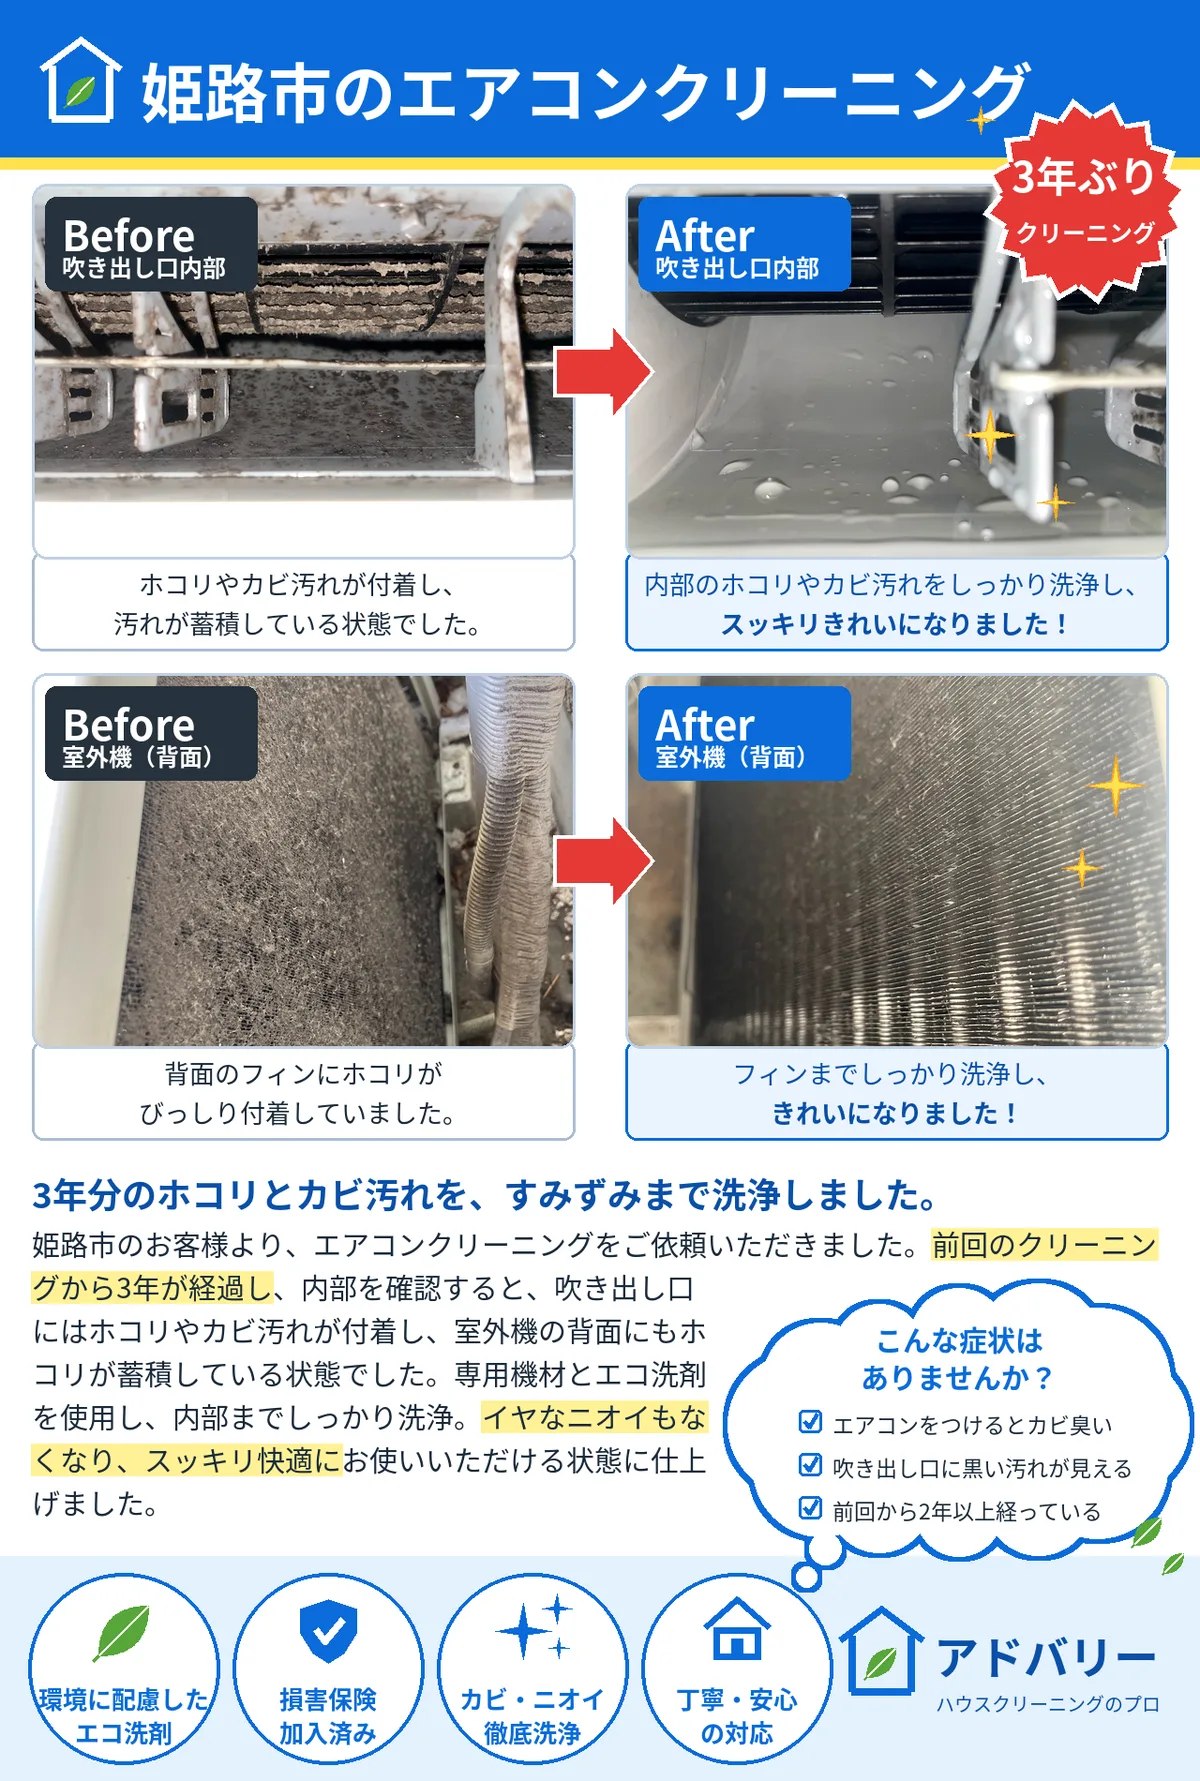 姫路市のエアコンクリーニング
3年ぶり
クリーニング
Before
吹き出し口内部
After
吹き出し口内部
ホコリやカビ汚れが付着し、
汚れが蓄積している状態でした。
内部のホコリやカビ汚れをしっかり洗浄し、
スッキリきれいになりました！
Before
室外機（背面）
After
室外機（背面）
背面のフィンにホコリが
びっしり付着していました。
フィンまでしっかり洗浄し、
きれいになりました！
3年分のホコリとカビ汚れを、すみずみまで洗浄しました。
姫路市のお客様より、エアコンクリーニングをご依頼いただきました。前回のクリーニン
グから3年が経過し、内部を確認すると、吹き出し口
にはホコリやカビ汚れが付着し、室外機の背面にもホ
コリが蓄積している状態でした。専用機材とエコ洗剤
を使用し、内部までしっかり洗浄。イヤなニオイもな
くなり、スッキリ快適にお使いいただける状態に仕上
げました。
こんな症状は
ありませんか？
エアコンをつけるとカビ臭い
吹き出し口に黒い汚れが見える
前回から2年以上経っている
環境に配慮した
エコ洗剤
損害保険
加入済み
カビ・ニオイ
徹底洗浄
丁寧・安心
の対応
アドバリー
ハウスクリーニングのプロ